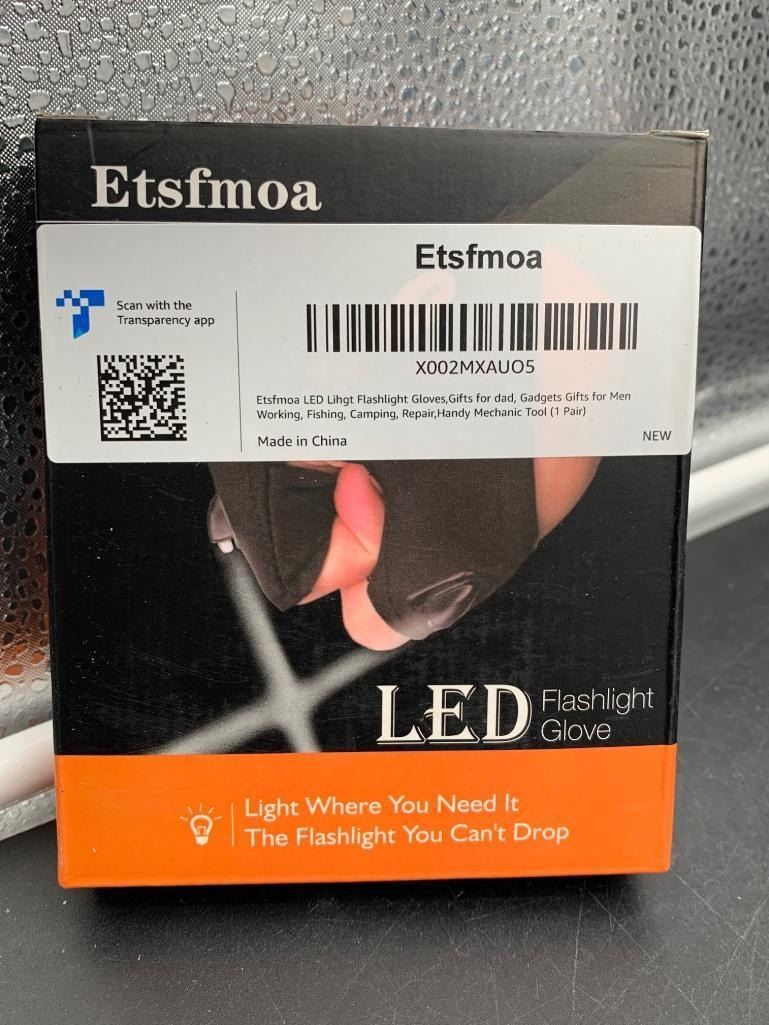 Etsfmoa
Etsfmoa
Scan with the
Transparency app
X002MXAUO5
Etsfmoa LED Lihgt Flashlight Gloves,Gifts for dad, Gadgets Gifts for Men
Working, Fishing, Camping, Repair,Handy Mechanic Tool (1 Pair)
Made in China
NEW
LED Flashlight
Glove
Light Where You Need It
The Flashlight You Can't Drop